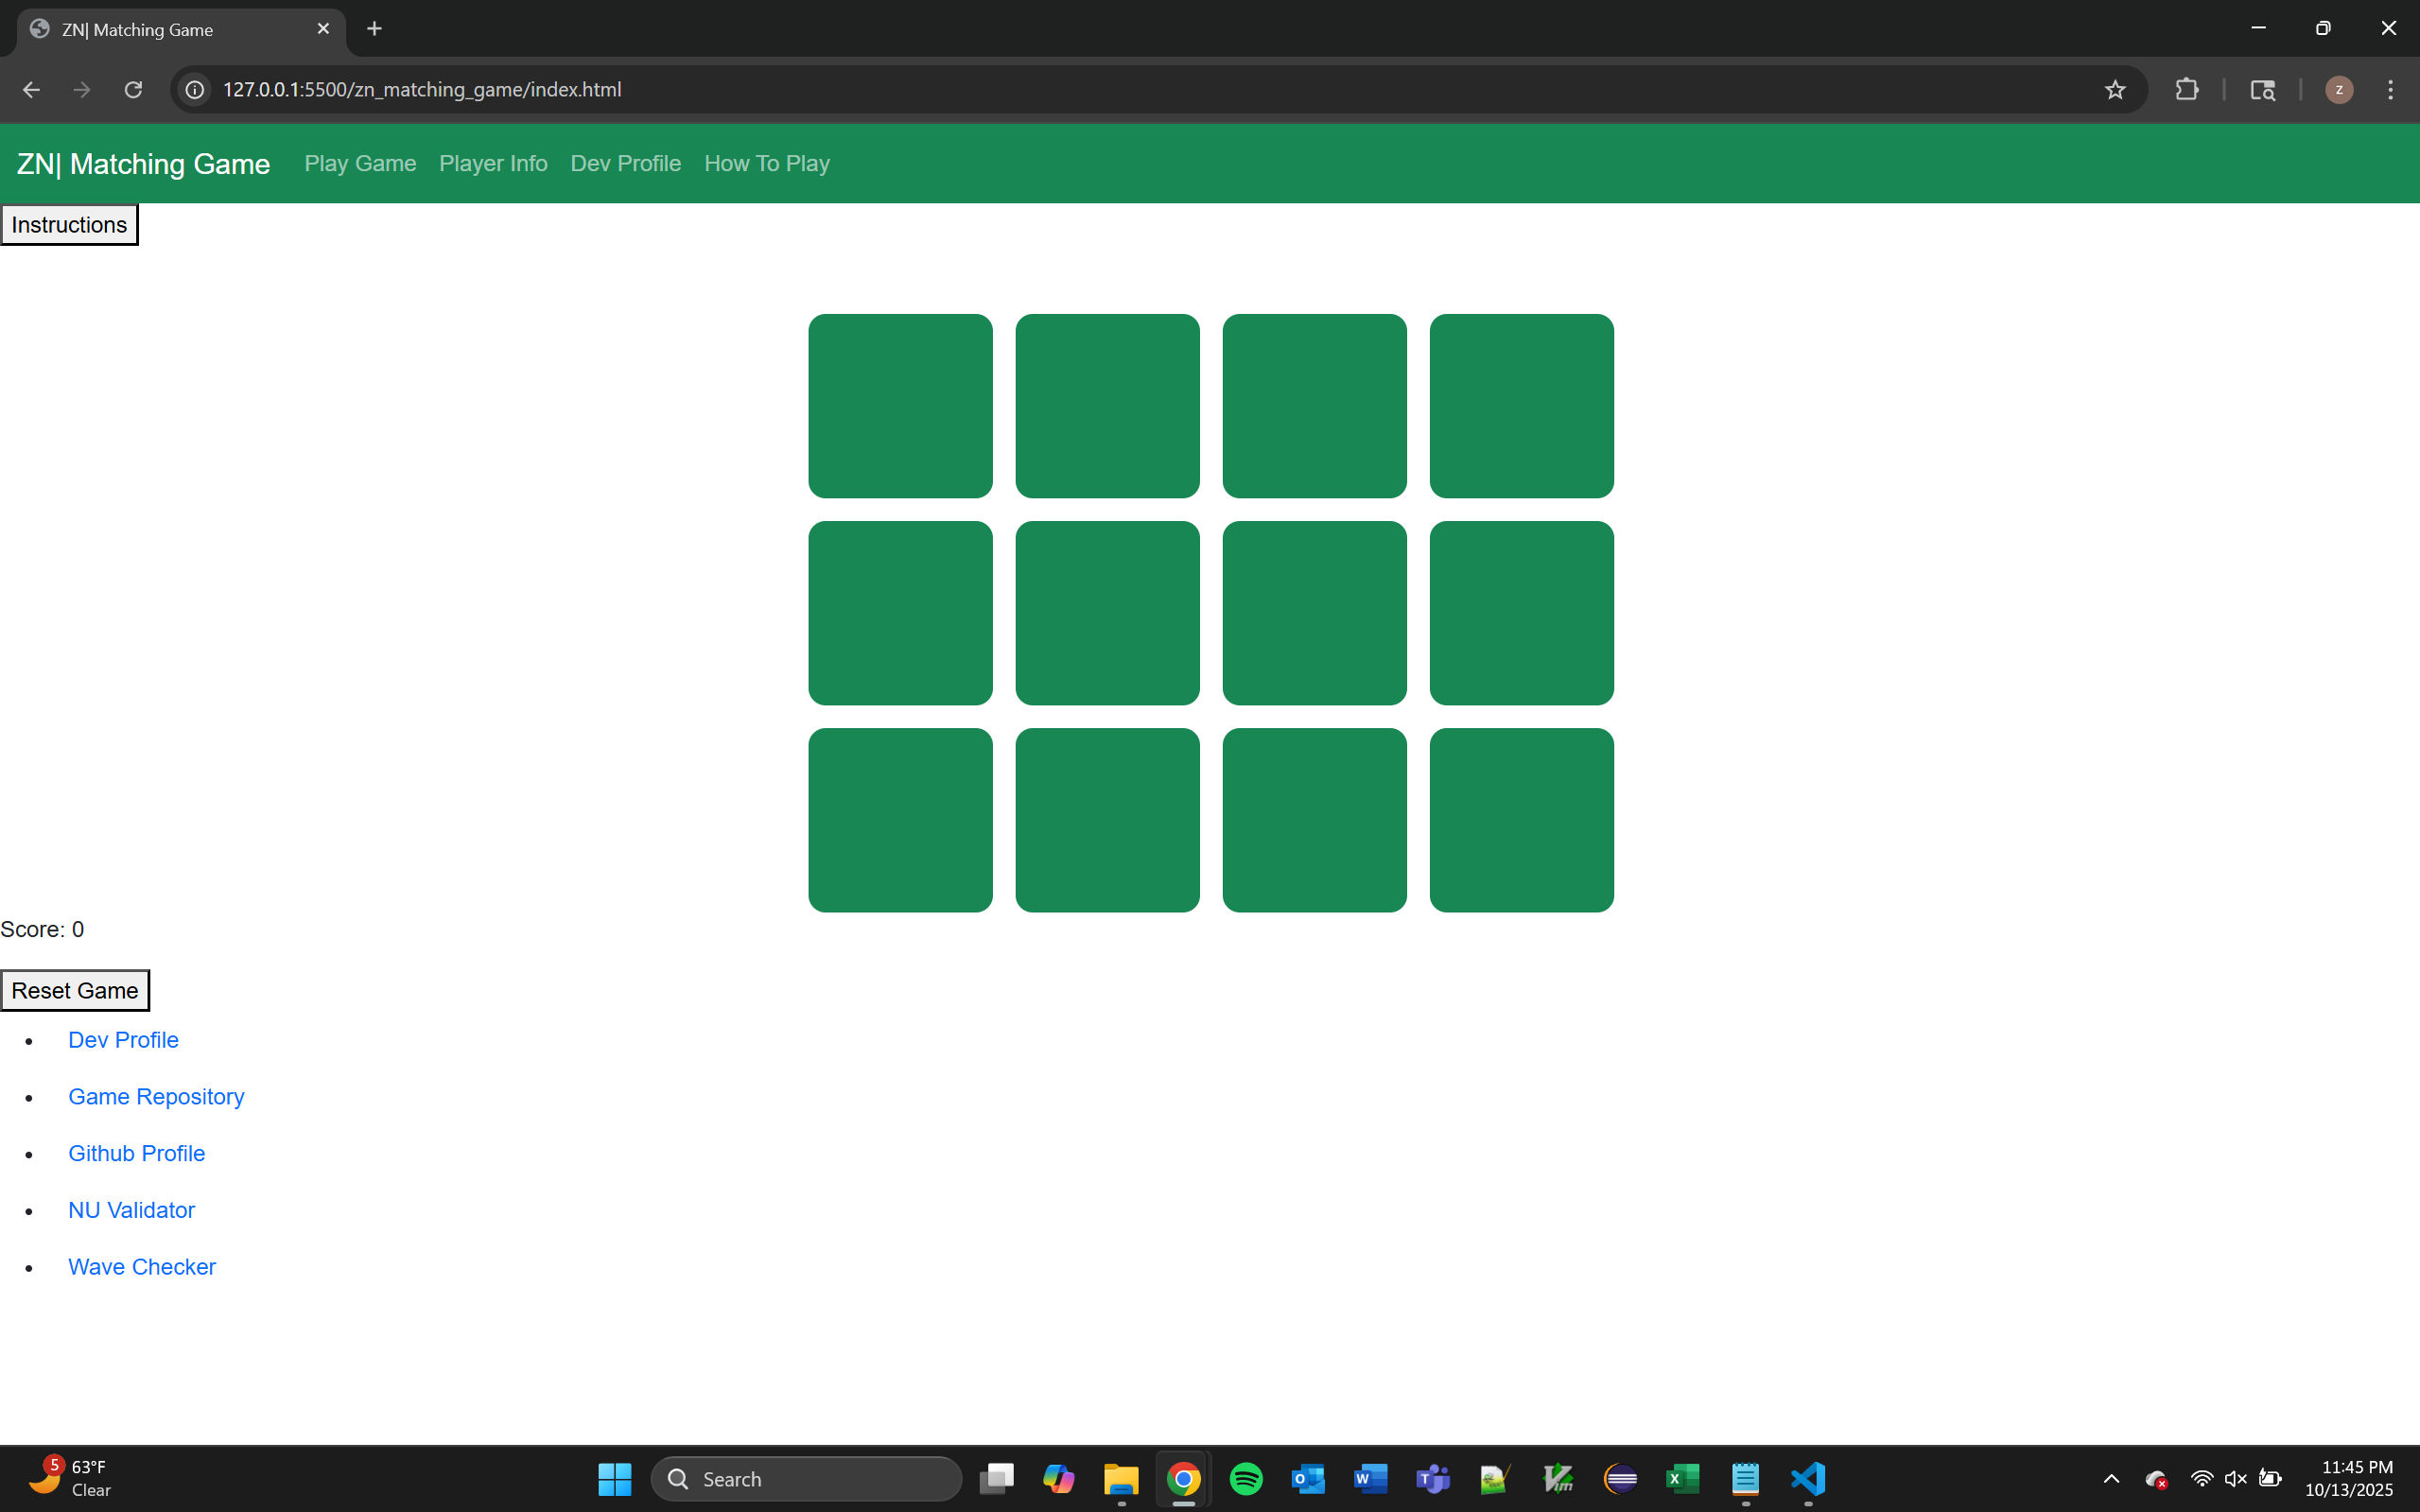 ZN| Matching Game
127.0.0.1:5500/zn_matching_game/index.html
z
ZN| Matching Game Play Game Player Info Dev Profile How To Play
Instructions
Score: 0
Reset Game
Dev Profile
Game Repository
Github Profile
NU Validator
Wave Checker
5
63°F
Clear
Search
O
W
T
Vim
X
11:45 PM
10/13/2025